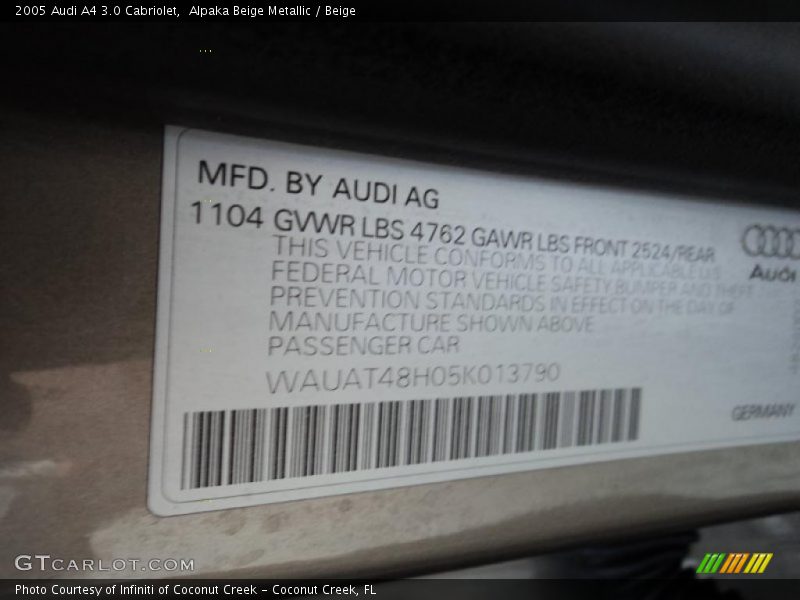 2005 Audi A4 3.0 Cabriolet,  Alpaka Beige Metallic / Beige
MFD. BY AUDI AG
1104 GVWR LBS 4762 GAWR LBS FRONT 2524/REAR
THIS VEHICLE CONFORMS TO ALL APPLICABLE U.S.
FEDERAL MOTOR VEHICLE SAFETY BUMPER AND THEFT
PREVENTION STANDARDS IN EFFECT ON THE DAY OF
MANUFACTURE SHOWN ABOVE
PASSENGER CAR
WAUAT48H05K013790
Audi
GERMANY
GTCARLOT.COM
Photo Courtesy of Infiniti of Coconut Creek – Coconut Creek, FL